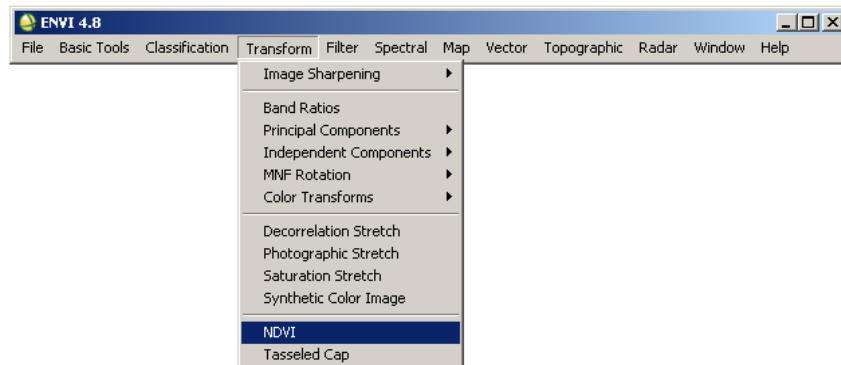 ENVI 4.8
File Basic Tools Classification Transform Filter Spectral Map Vector Topographic Radar Window Help
Image Sharpening
Band Ratios
Principal Components
Independent Components
MNF Rotation
Color Transforms
Decorrelation Stretch
Photographic Stretch
Saturation Stretch
Synthetic Color Image
NDVI
Tasseled Cap